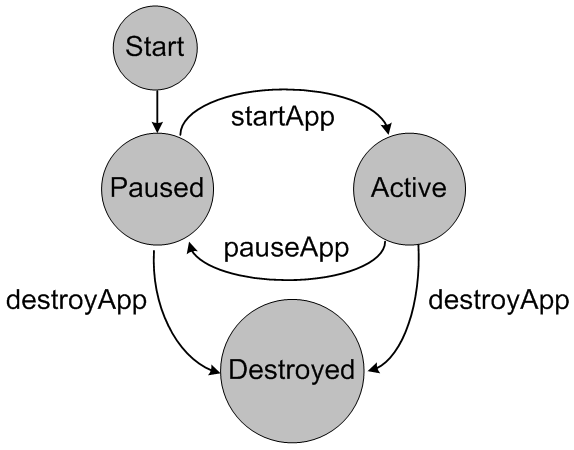 Start
startApp
Paused
Active
pauseApp
destroyApp
destroyApp
Destroyed